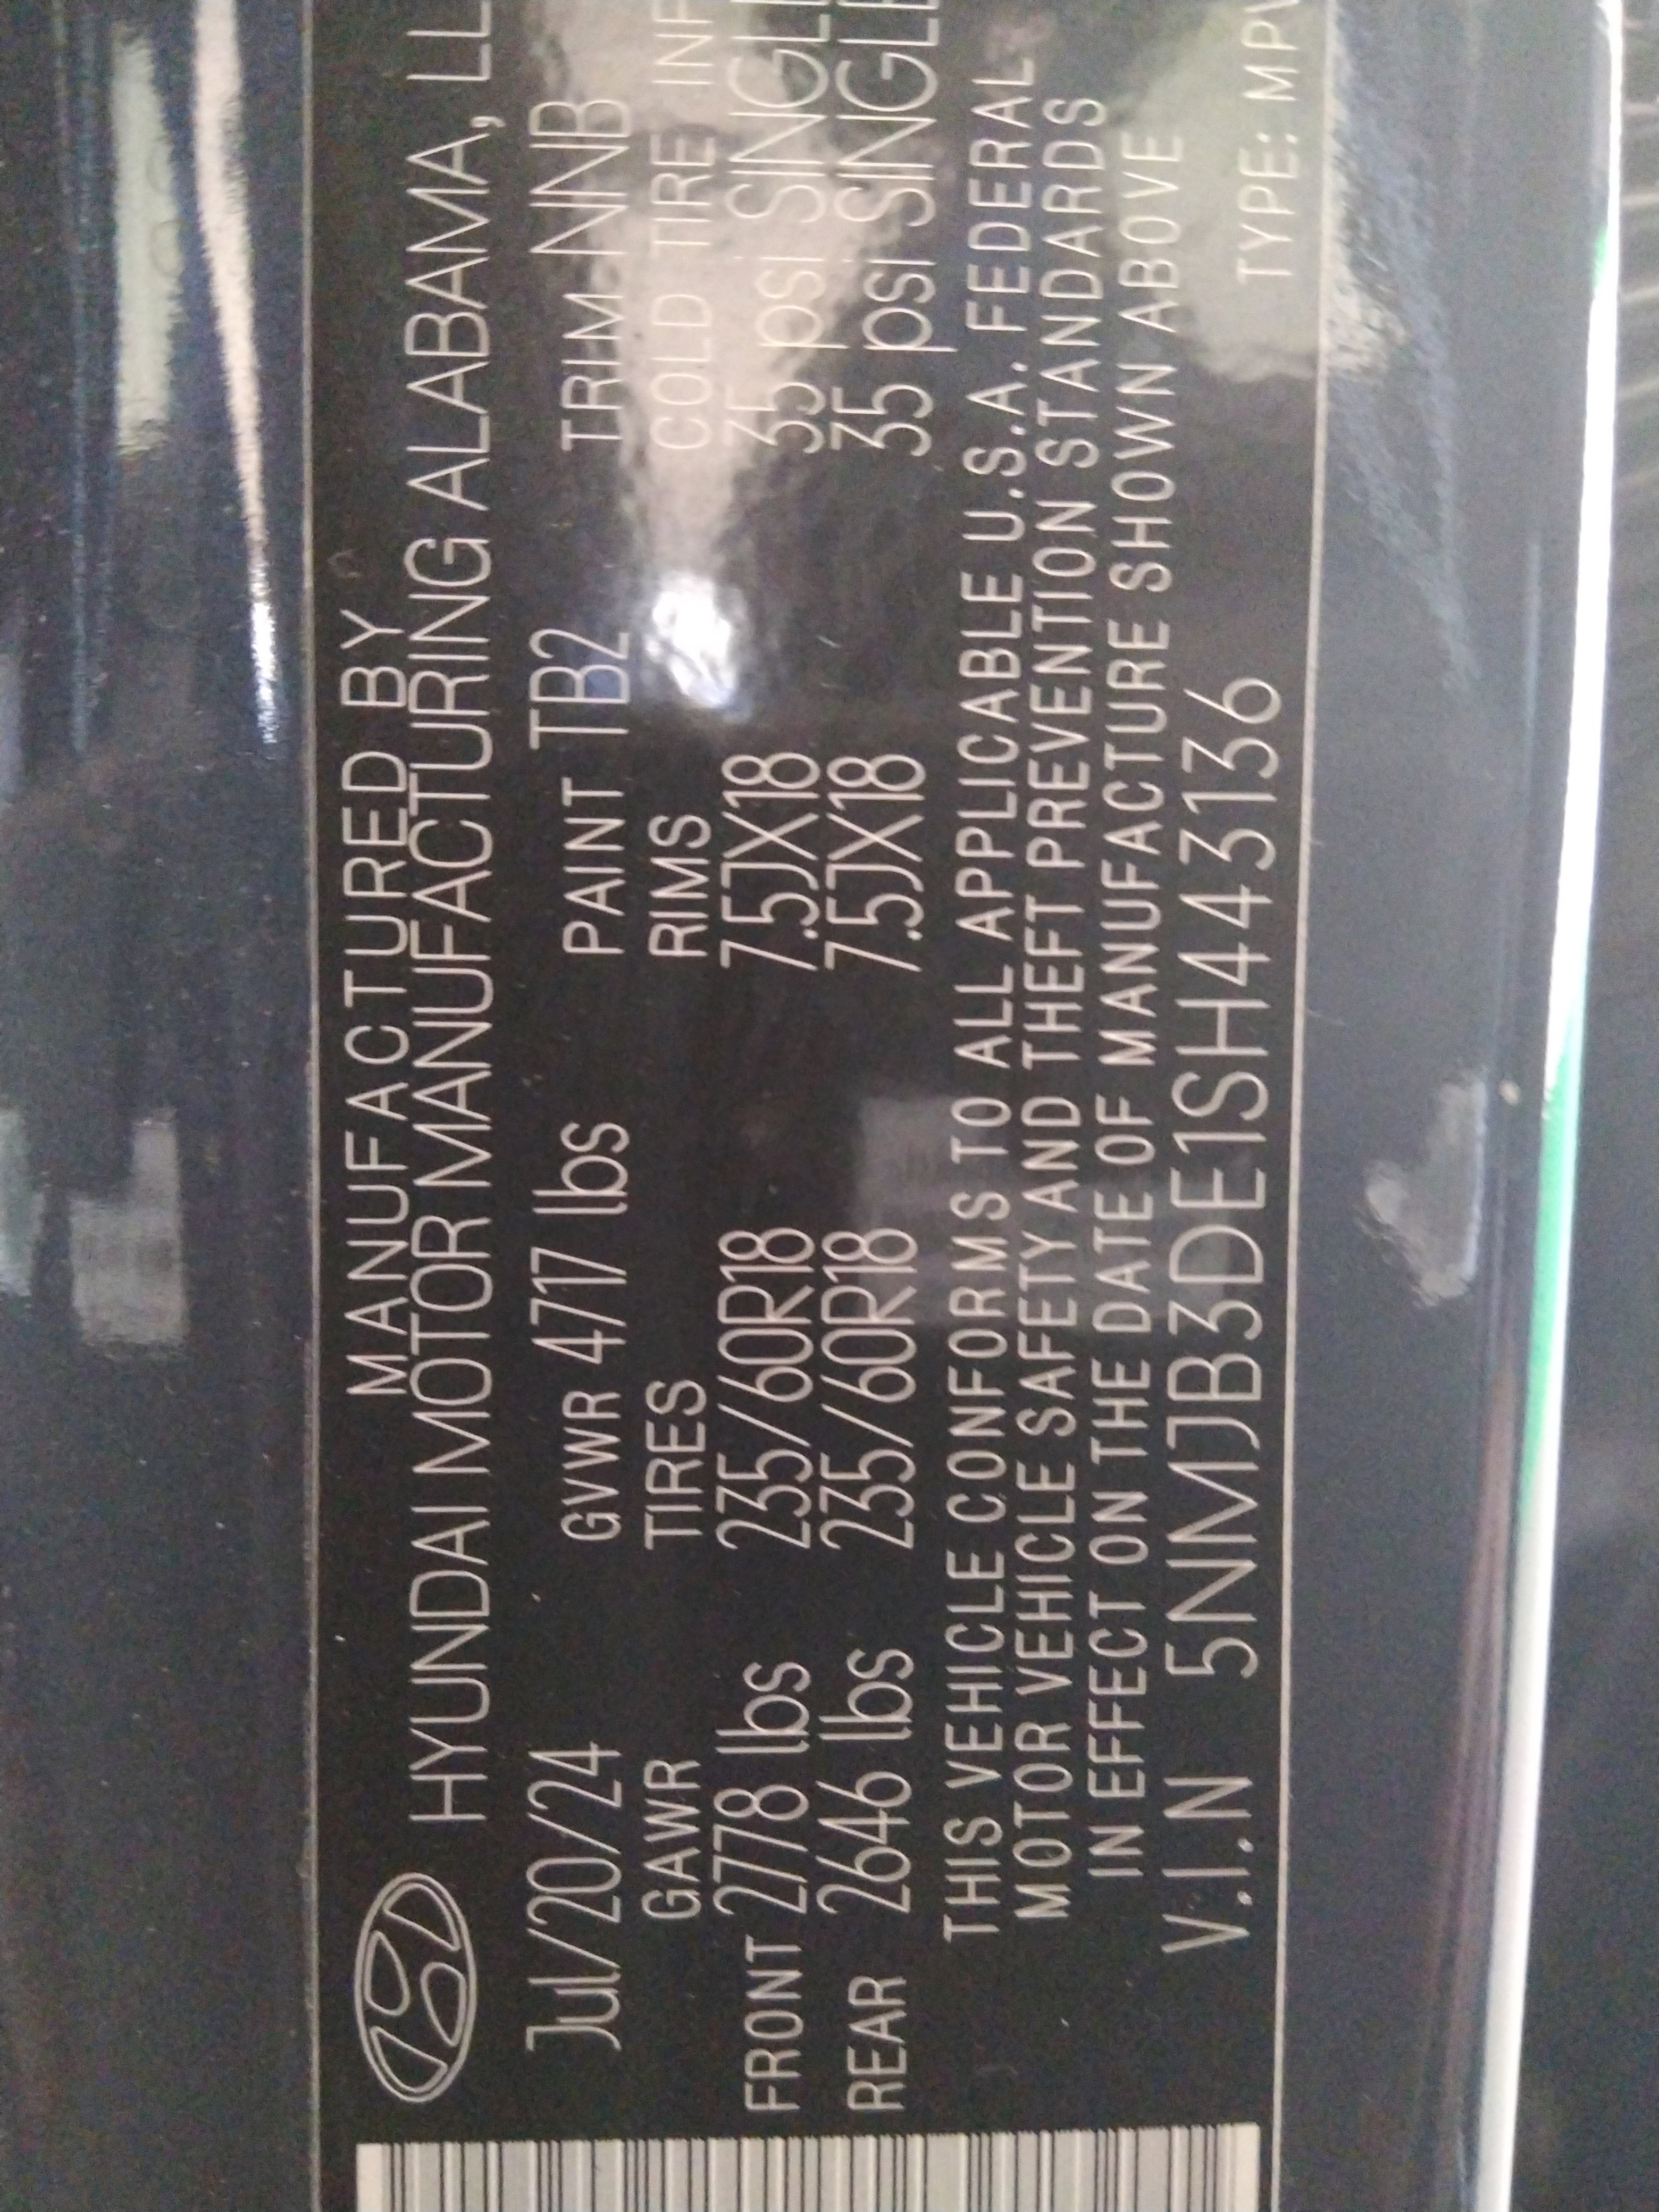 MANUFACTURED BY
HYUNDAI MOTOR MANUFACTURING ALABAMA, LL
Jul/20/24 GVWR 4717 lbs PAINT TB2 TRIM NNB
GAWR TIRES RIMS COLD TIRE INF
FRONT 2778 lbs 235/60R18 7.5JX18 35 psi SINGLE
REAR 2646 lbs 235/60R18 7.5JX18 35 psi SINGLE
THIS VEHICLE CONFORMS TO ALL APPLICABLE U.S.A. FEDERAL
MOTOR VEHICLE SAFETY AND THEFT PREVENTION STANDARDS
IN EFFECT ON THE DATE OF MANUFACTURE SHOWN ABOVE
V.I.N 5NMJB3DE1SH443136 TYPE: MPV